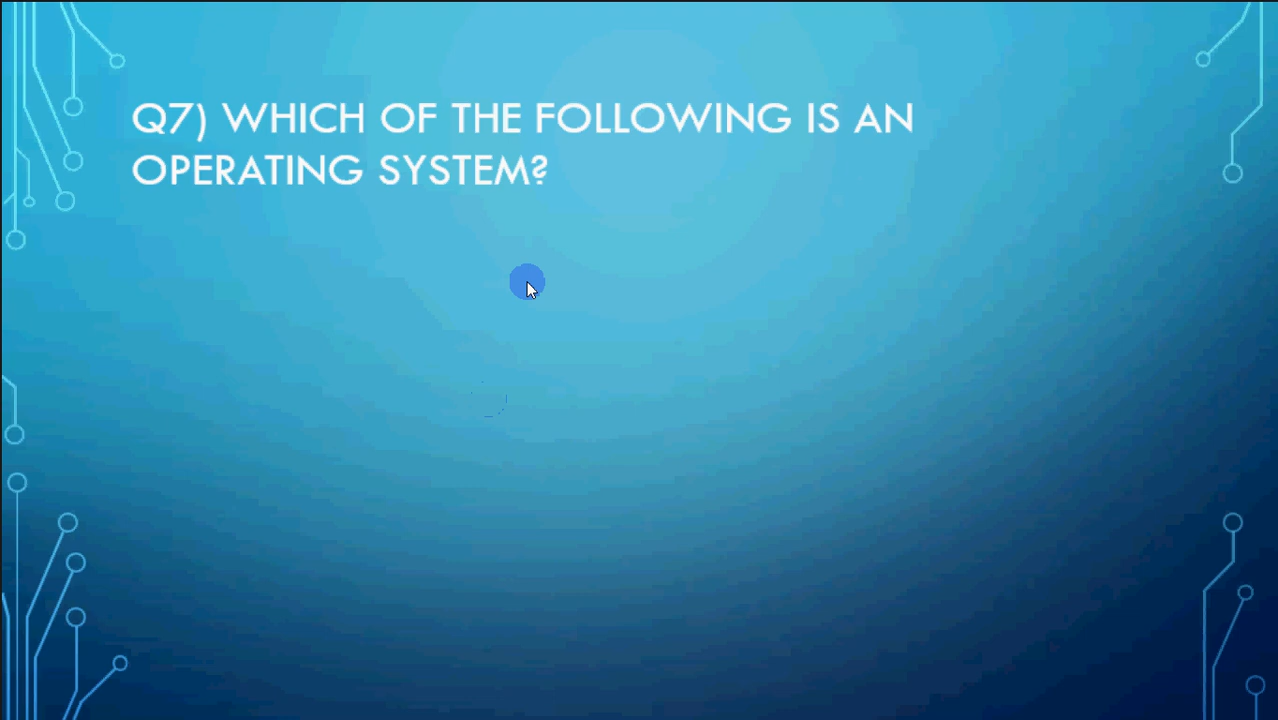 Q7) WHICH OF THE FOLLOWING IS AN
OPERATING SYSTEM?